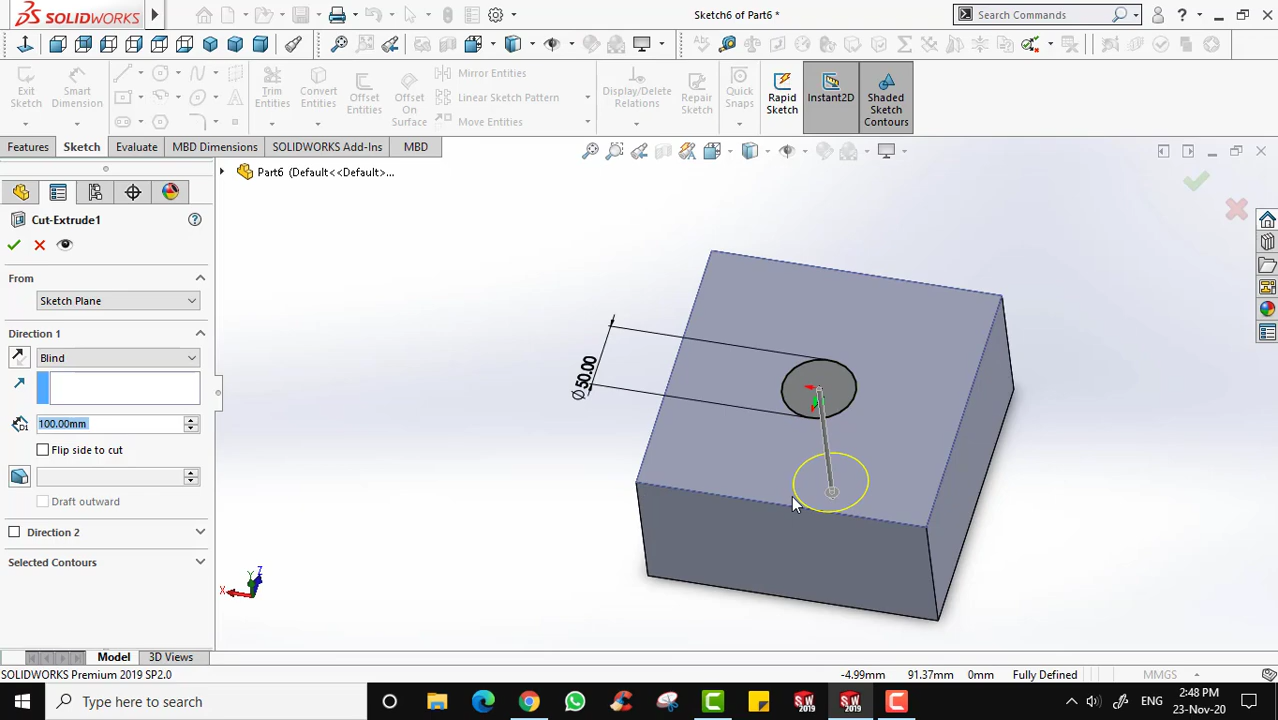 SOLIDWORKS
Sketch6 of Part6 *
Search Commands
Exit Sketch
Smart Dimension
Trim Entities
Convert Entities
Offset Entities
Offset On Surface
Mirror Entities
Linear Sketch Pattern
Move Entities
Display/Delete Relations
Repair Sketch
Quick Snaps
Rapid Sketch
Instant2D
Shaded Sketch Contours
Features
Sketch
Evaluate
MBD Dimensions
SOLIDWORKS Add-Ins
MBD
Part6 (Default<<Default>...
Cut-Extrude1
From
Sketch Plane
Direction 1
Blind
100.00mm
Flip side to cut
Draft outward
Direction 2
Selected Contours
Ø50.00
X
Y
Z
Model
3D Views
SOLIDWORKS Premium 2019 SP2.0
-4.99mm
91.37mm
0mm
Fully Defined
MMGS
Type here to search
SW 2019
SW 2019
ENG
2:48 PM
23-Nov-20